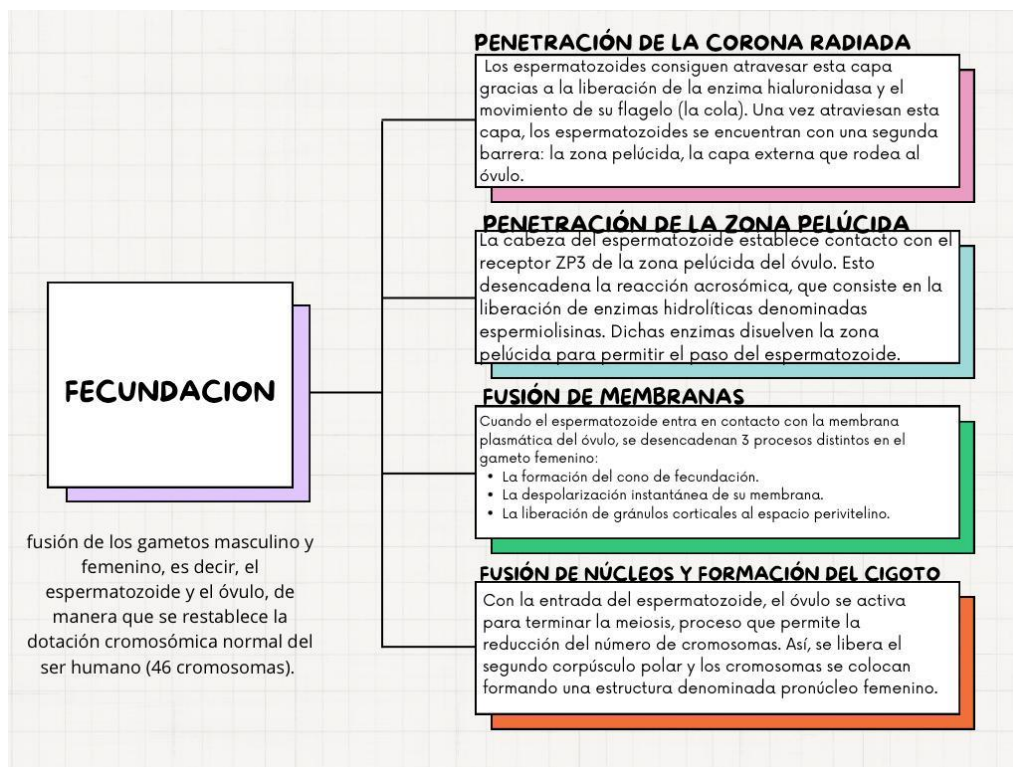 FECUNDACION
fusión de los gametos masculino y
femenino, es decir, el
espermatozoide y el óvulo, de
manera que se restablece la
dotación cromosómica normal del
ser humano (46 cromosomas).
PENETRACIÓN DE LA CORONA RADIADA
Los espermatozoides consiguen atravesar esta capa
gracias a la liberación de la enzima hialuronidasa y el
movimiento de su flagelo (la cola). Una vez atraviesan esta
capa, los espermatozoides se encuentran con una segunda
barrera: la zona pelúcida, la capa externa que rodea al
óvulo.
PENETRACIÓN DE LA ZONA PELÚCIDA
La cabeza del espermatozoide establece contacto con el
receptor ZP3 de la zona pelúcida del óvulo. Esto
desencadena la reacción acrosómica, que consiste en la
liberación de enzimas hidrolíticas denominadas
espermiolisinas. Dichas enzimas disuelven la zona
pelúcida para permitir el paso del espermatozoide.
FUSIÓN DE MEMBRANAS
Cuando el espermatozoide entra en contacto con la membrana
plasmática del óvulo, se desencadenan 3 procesos distintos en el
gameto femenino:
• La formación del cono de fecundación.
• La despolarización instantánea de su membrana.
• La liberación de gránulos corticales al espacio perivitelino.
FUSIÓN DE NÚCLEOS Y FORMACIÓN DEL CIGOTO
Con la entrada del espermatozoide, el óvulo se activa
para terminar la meiosis, proceso que permite la
reducción del número de cromosomas. Así, se libera el
segundo corpúsculo polar y los cromosomas se colocan
formando una estructura denominada pronúcleo femenino.